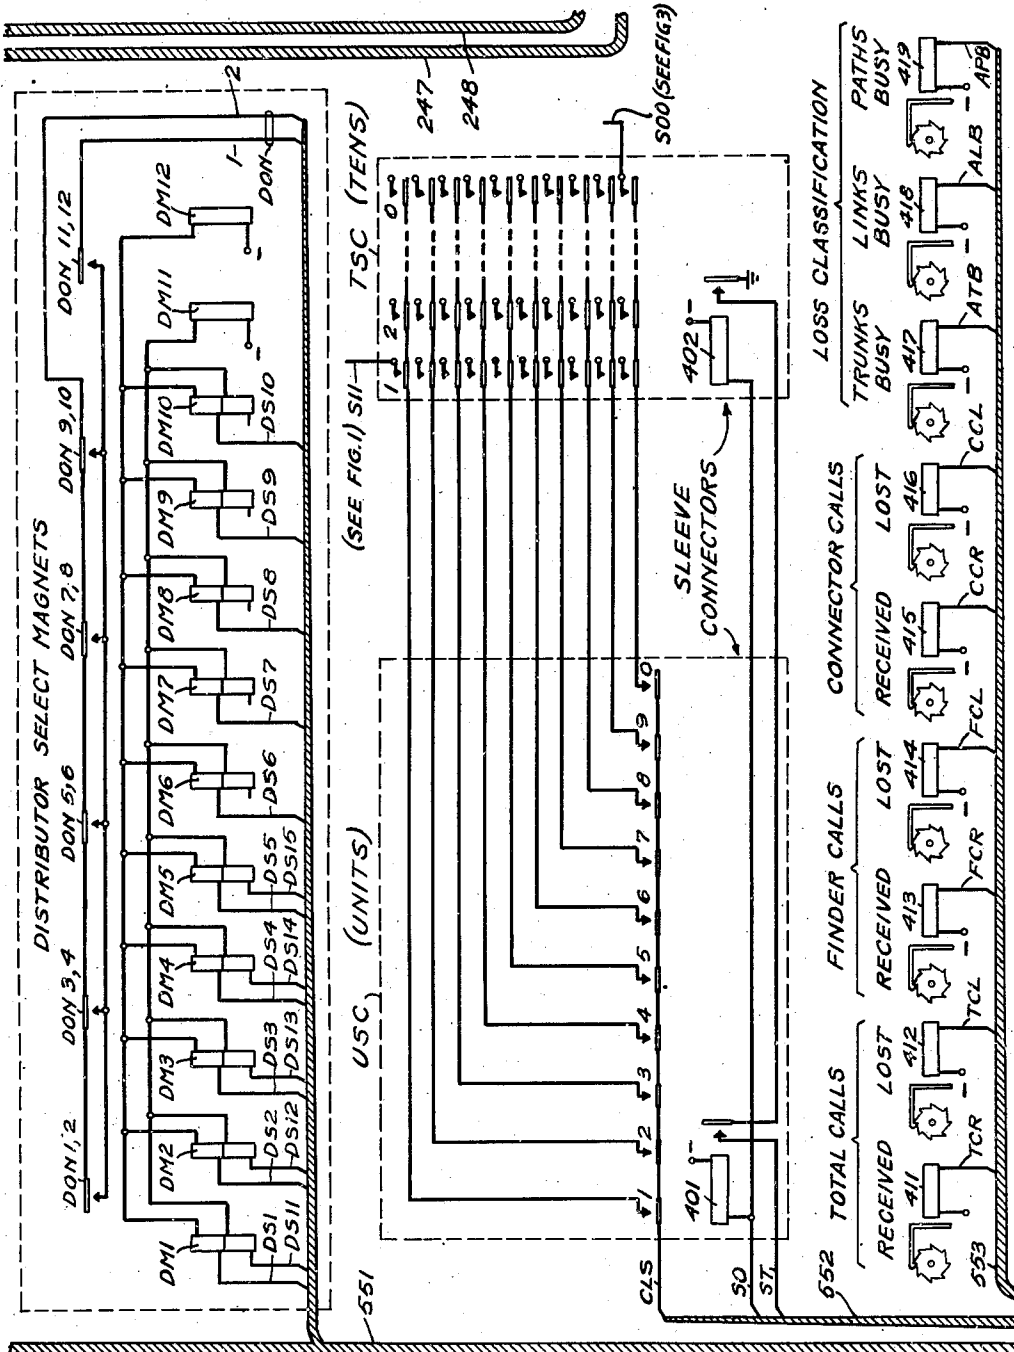 DISTRIBUTOR SELECT MAGNETS
DON 1,2
DON 3,4
DON 5,6
DON 7,8
DON 9,10
DON 11,12
1
2
DON
DM1
DM2
DM3
DM4
DM5
DM6
DM7
DM8
DM9
DM10
DM11
DM12
DS1
DS11
DS2
DS12
DS3
DS13
DS4
DS14
DS5
DS15
DS6
DS7
DS8
DS9
DS10
247
248
551
USC (UNITS)
(SEE FIG.1) S11
TSC (TENS)
1
2
0
S00 (SEE FIG 3)
1
2
3
4
5
6
7
8
9
0
CLS
401
402
SLEEVE
CONNECTORS
SO
ST
552
TOTAL CALLS
RECEIVED
LOST
FINDER CALLS
RECEIVED
LOST
CONNECTOR CALLS
RECEIVED
LOST
LOSS CLASSIFICATION
TRUNKS
BUSY
LINKS
BUSY
PATHS
BUSY
411
412
413
414
415
416
417
418
419
TCR
TCL
FCR
FCL
CCR
CCL
ATB
ALB
APB
553